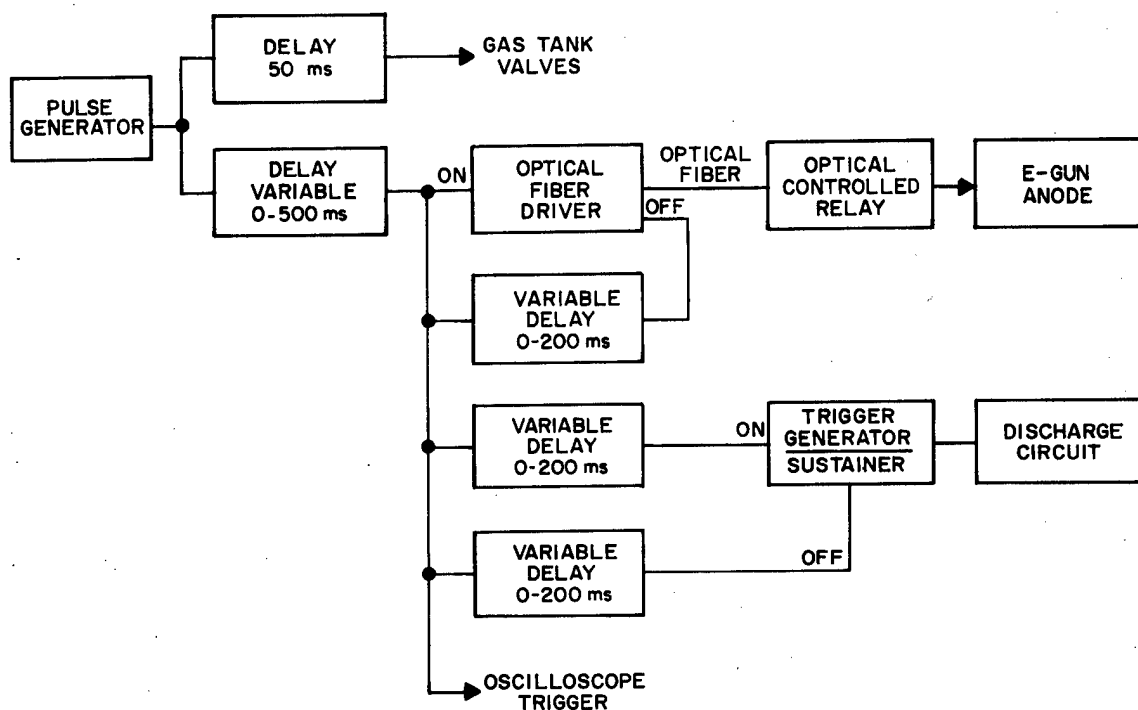 DELAY
50 ms
GAS TANK
VALVES
PULSE
GENERATOR
DELAY
VARIABLE
0-500 ms
ON
OPTICAL
FIBER
DRIVER
OPTICAL
FIBER
OFF
OPTICAL
CONTROLLED
RELAY
E-GUN
ANODE
VARIABLE
DELAY
0-200 ms
VARIABLE
DELAY
0-200 ms
ON
TRIGGER
GENERATOR
SUSTAINER
DISCHARGE
CIRCUIT
VARIABLE
DELAY
0-200 ms
OFF
OSCILLOSCOPE
TRIGGER